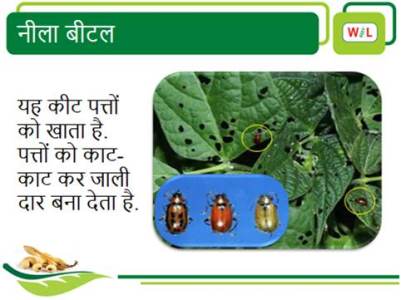 नीला बीटल
WiL
यह कीट पत्तों
को खाता है.
पत्तों को काट-
काट कर जाली
दार बना देता है.